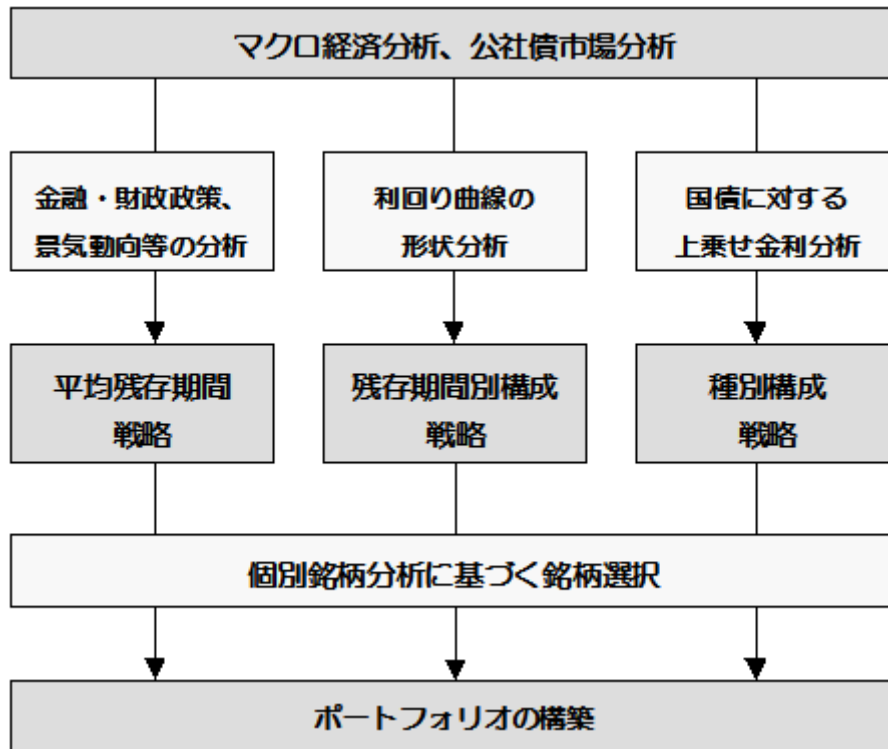 マクロ経済分析、公社債市場分析
金融・財政政策、
景気動向等の分析
利回り曲線の
形状分析
国債に対する
上乗せ金利分析
平均残存期間
戦略
残存期間別構成
戦略
種別構成
戦略
個別銘柄分析に基づく銘柄選択
ポートフォリオの構築